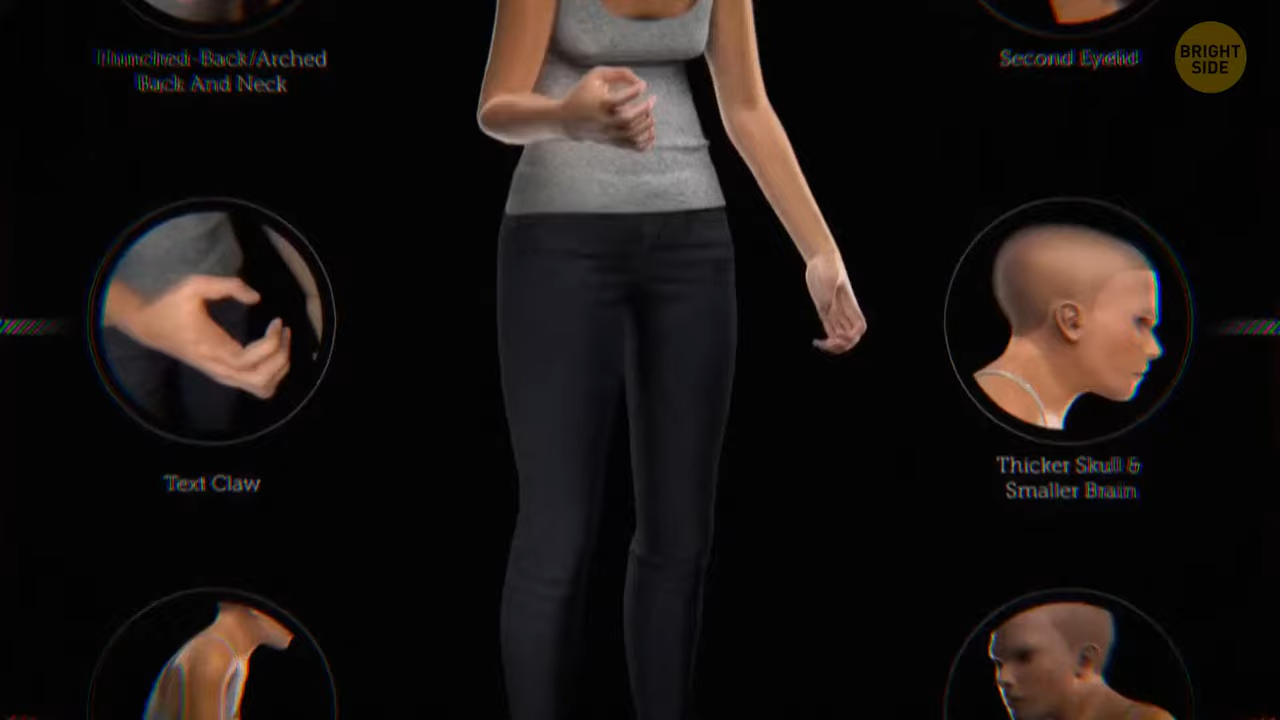 Hunched-Back/Arched
Back And Neck
Second Eyelid
BRIGHT
SIDE
Text Claw
Thicker Skull &
Smaller Brain